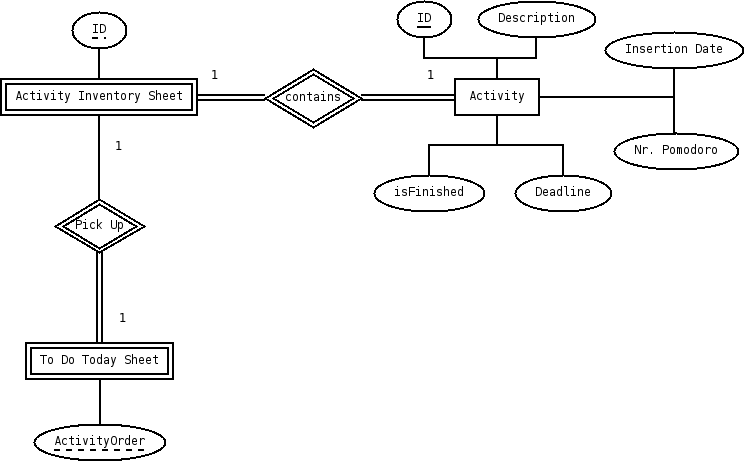 ID
ID
Description
Insertion Date
1
1
Activity Inventory Sheet
contains
Activity
1
Nr. Pomodoro
isFinished
Deadline
Pick Up
1
To Do Today Sheet
ActivityOrder